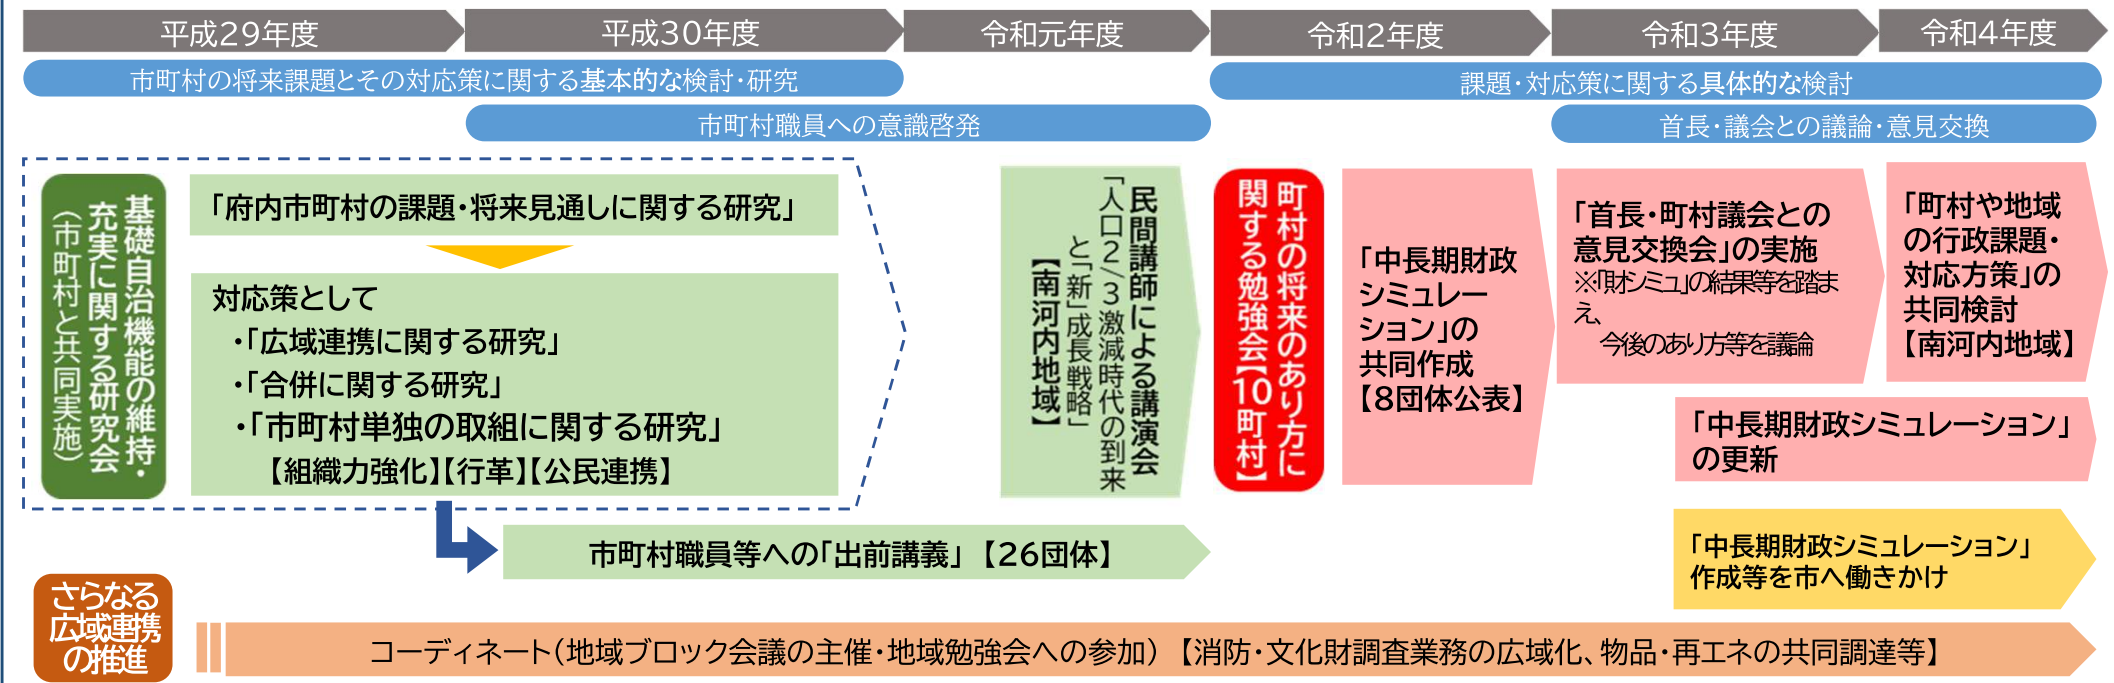 平成29年度
平成30年度
令和元年度
令和2年度
令和3年度
令和4年度
市町村の将来課題とその対応策に関する基本的な検討・研究
課題・対応策に関する具体的な検討
市町村職員への意識啓発
首長・議会との議論・意見交換
基礎自治機能の維持・
充実に関する研究会
（市町村と共同実施）
「府内市町村の課題・将来見通しに関する研究」
対応策として
・「広域連携に関する研究」
・「合併に関する研究」
・「市町村単独の取組に関する研究」
【組織力強化】【行革】【公民連携】
市町村職員等への「出前講義」【26団体】
民間講師による講演会
「人口2/3激減時代の到来
と「新」成長戦略」
【南河内地域】
町村の将来のあり方に
関する勉強会【10町村】
「中長期財政
シミュレー
ション」の
共同作成
【8団体公表】
「首長・町村議会との
意見交換会」の実施
※「財シミュ」の結果等を踏ま
え、
今後のあり方等を議論
「町村や地域
の行政課題・
対応方策」の
共同検討
【南河内地域】
「中長期財政シミュレーション」
の更新
「中長期財政シミュレーション」
作成等を市へ働きかけ
さらなる
広域連携
の推進
コーディネート（地域ブロック会議の主催・地域勉強会への参加）【消防・文化財調査業務の広域化、物品・再エネの共同調達等】